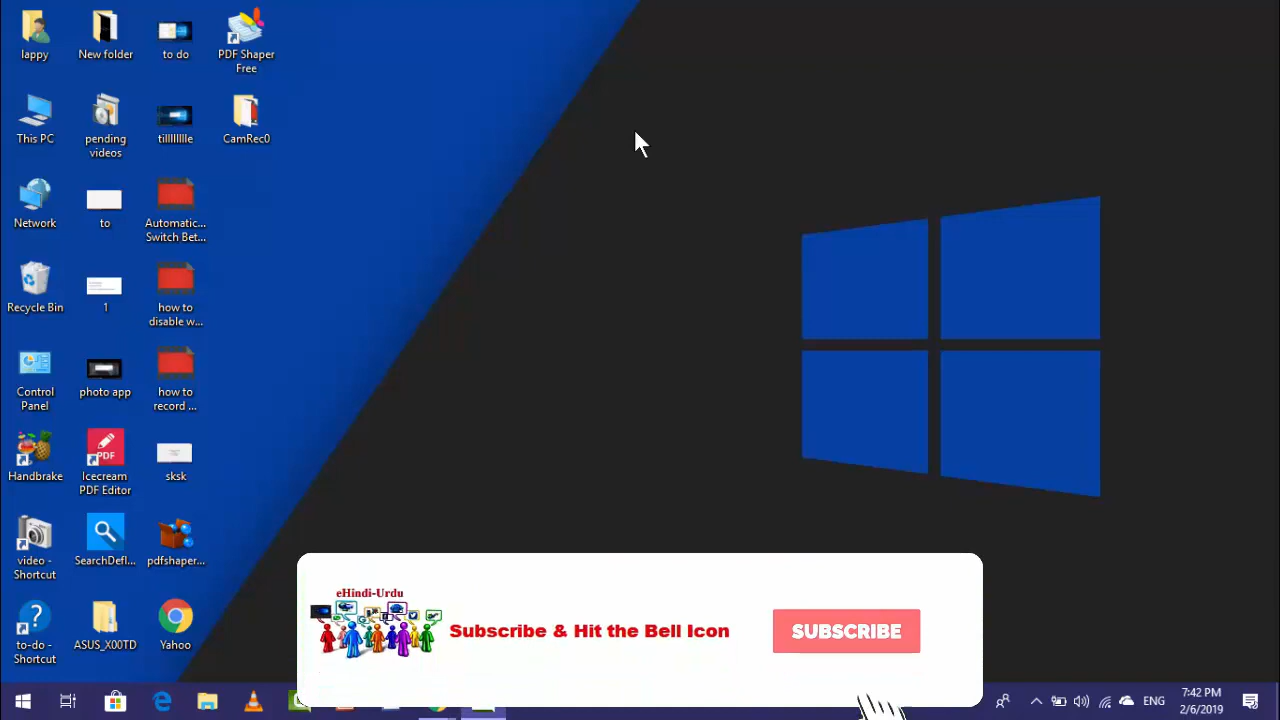 lappy
New folder
to do
PDF Shaper
Free
This PC
pending
videos
tillllllllle
CamRec0
Network
to
Automatic...
Switch Bet...
Recycle Bin
1
how to
disable w...
Control
Panel
photo app
how to
record ...
Handbrake
Icecream
PDF Editor
sksk
video -
Shortcut
SearchDefl...
pdfshaper...
to-do -
Shortcut
ASUS_X00TD
Yahoo
PDF
eHindi-Urdu
Subscribe & Hit the Bell Icon
SUBSCRIBE
ENG
7:42 PM
2/6/2019